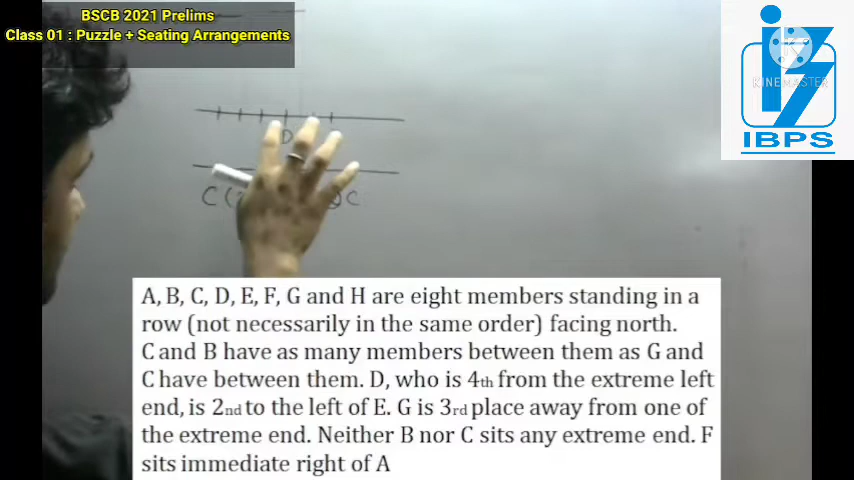 BSCB 2021 Prelims
Class 01 : Puzzle + Seating Arrangements
KINEMASTER
IBPS
D
C
C
A, B, C, D, E, F, G and H are eight members standing in a
row (not necessarily in the same order) facing north.
C and B have as many members between them as G and
C have between them. D, who is 4th from the extreme left
end, is 2nd to the left of E. G is 3rd place away from one of
the extreme end. Neither B nor C sits any extreme end. F
sits immediate right of A